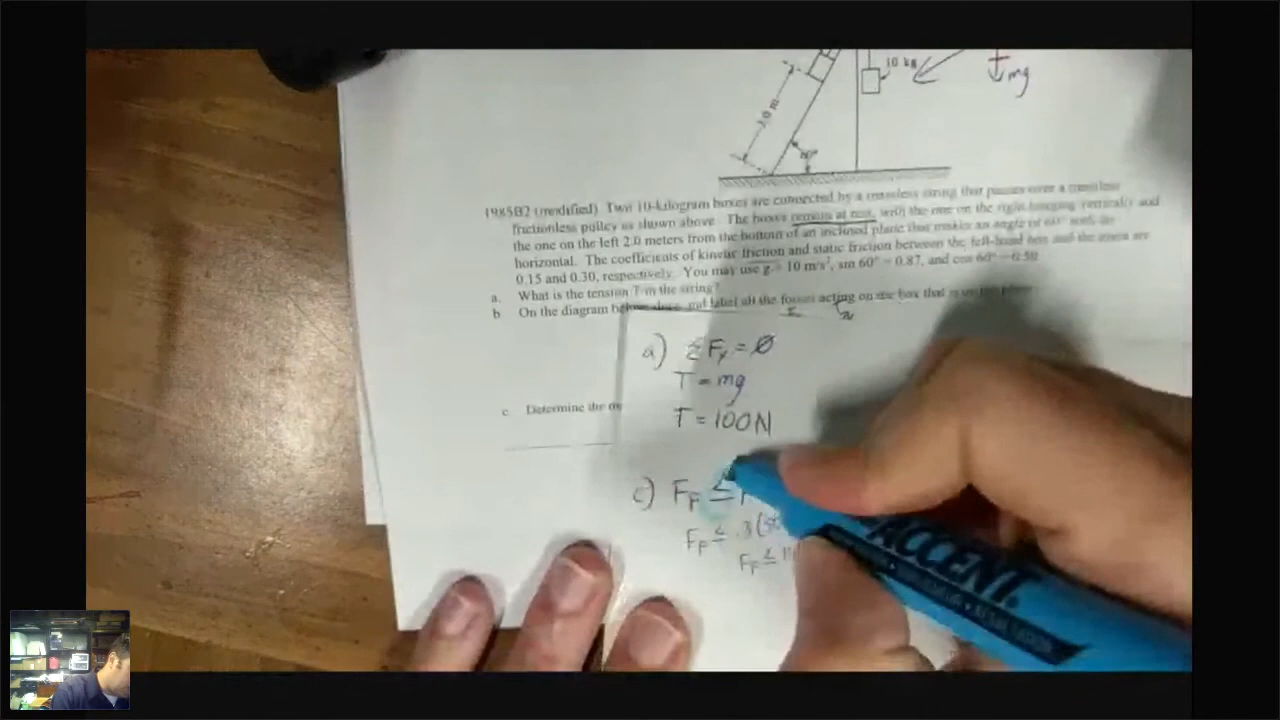 10 kg
mg
2.0 m
60°
1985B2 (modified) Two 10-kilogram boxes are connected by a massless string that passes over a massless
frictionless pulley as shown above. The boxes remain at rest, with the one on the right hanging vertically and
the one on the left 2.0 meters from the bottom of an inclined plane that makes an angle of 60° with the
horizontal. The coefficients of kinetic friction and static friction between the left-hand box and the plane are
0.15 and 0.30, respectively. You may use g = 10 m/s², sin 60° = 0.87, and cos 60° = 0.50
a. What is the tension T in the string?
b On the diagram below draw and label all the forces acting on the box that is on the plane
a) ΣFy = Ø
T = mg
T = 100N
c Determine the
c) FF ≤
FF ≤ .3(
FF ≤
ACCENT